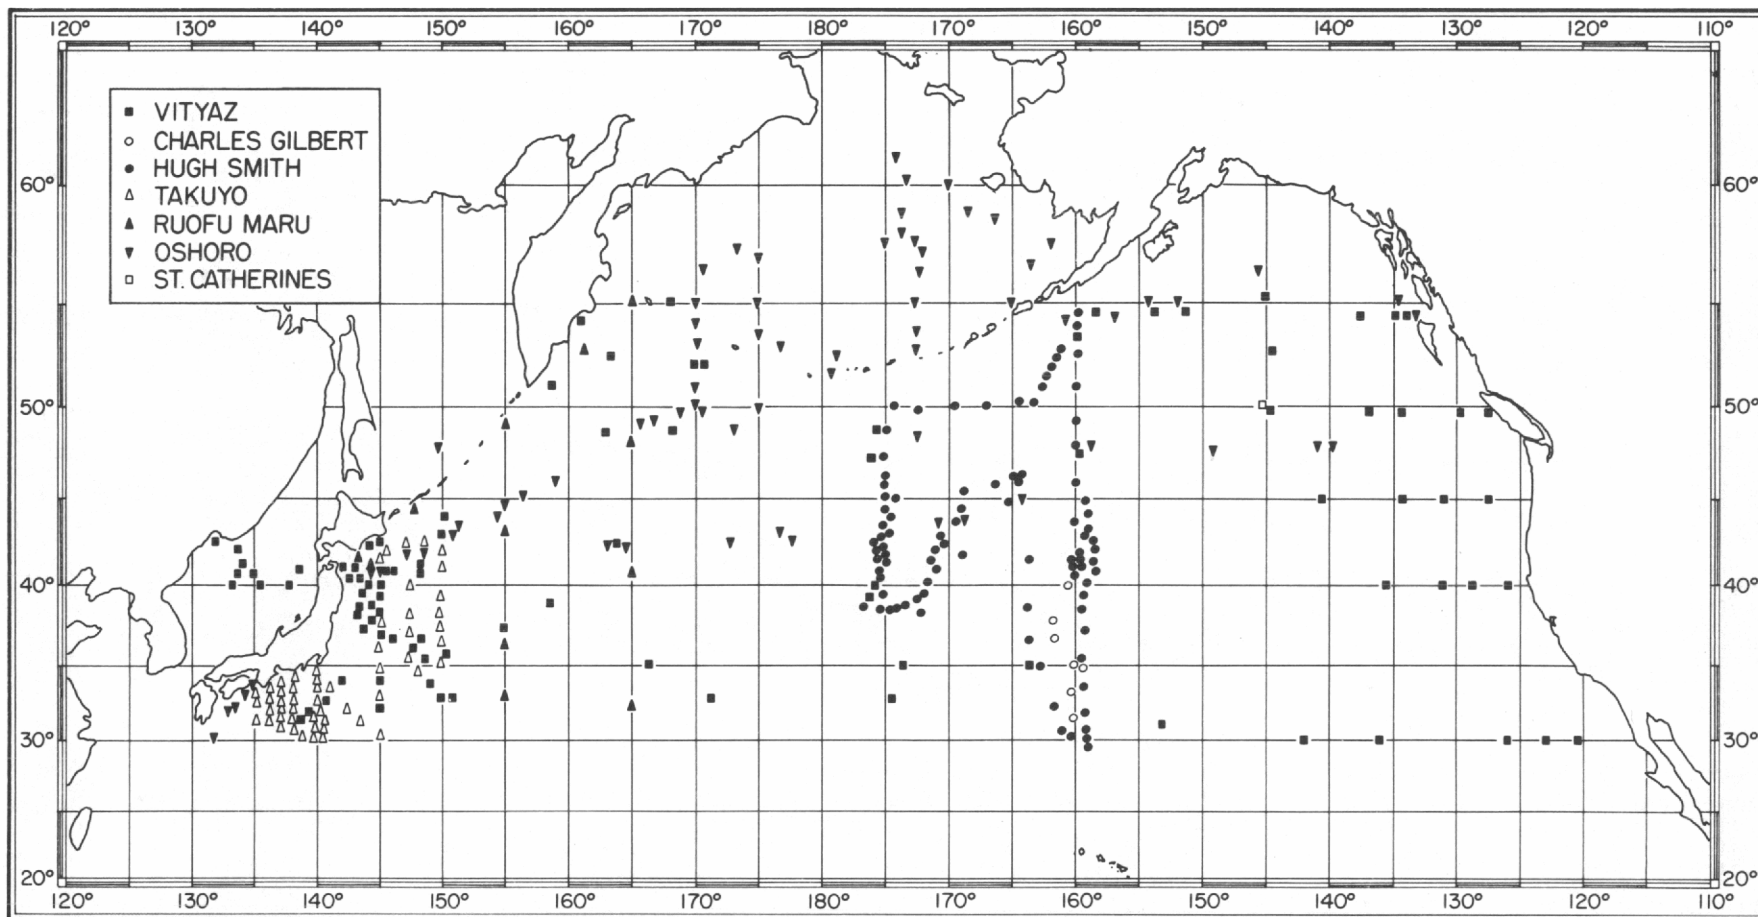 120° 130° 140° 150° 160° 170° 180° 170° 160° 150° 140° 130° 120° 110°
VITYAZ
CHARLES GILBERT
HUGH SMITH
TAKUYO
RUOFU MARU
OSHORO
ST. CATHERINES
60° 60°
50° 50°
40° 40°
30° 30°
20° 20°
120° 130° 140° 150° 160° 170° 180° 170° 160° 150° 140° 130° 120° 110°